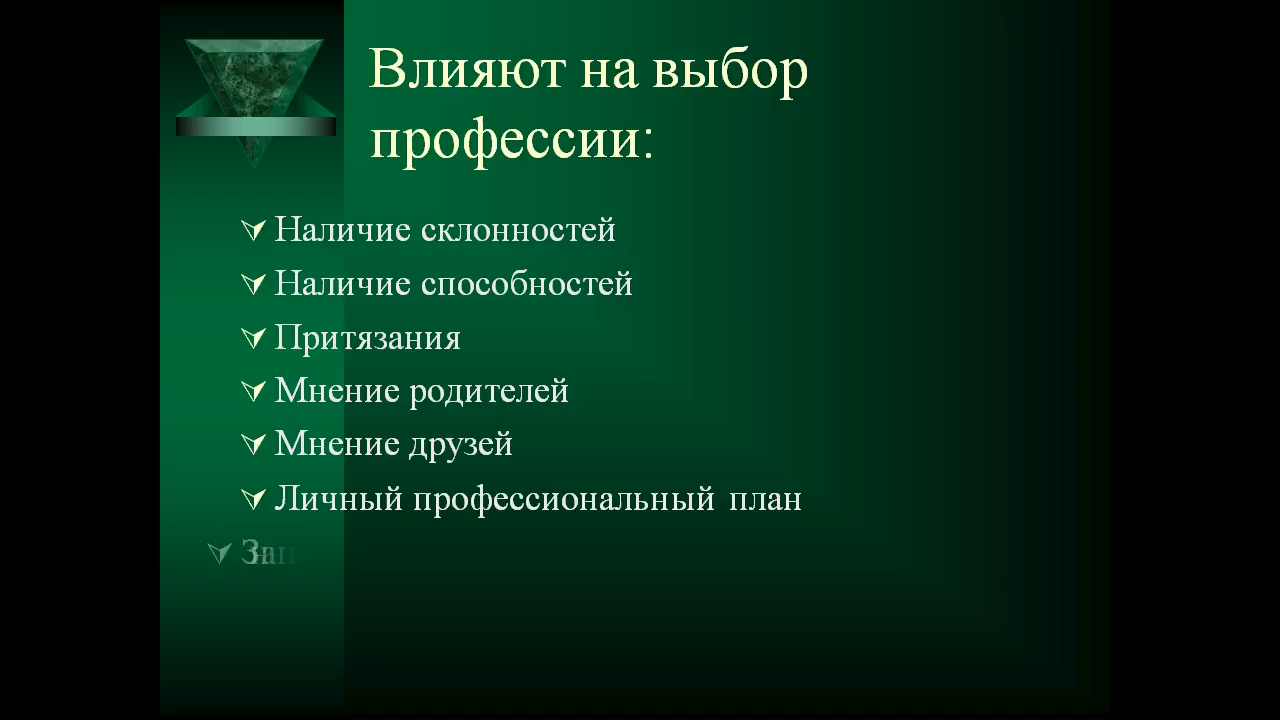 Влияют на выбор
профессии:
Наличие склонностей
Наличие способностей
Притязания
Мнение родителей
Мнение друзей
Личный профессиональный план